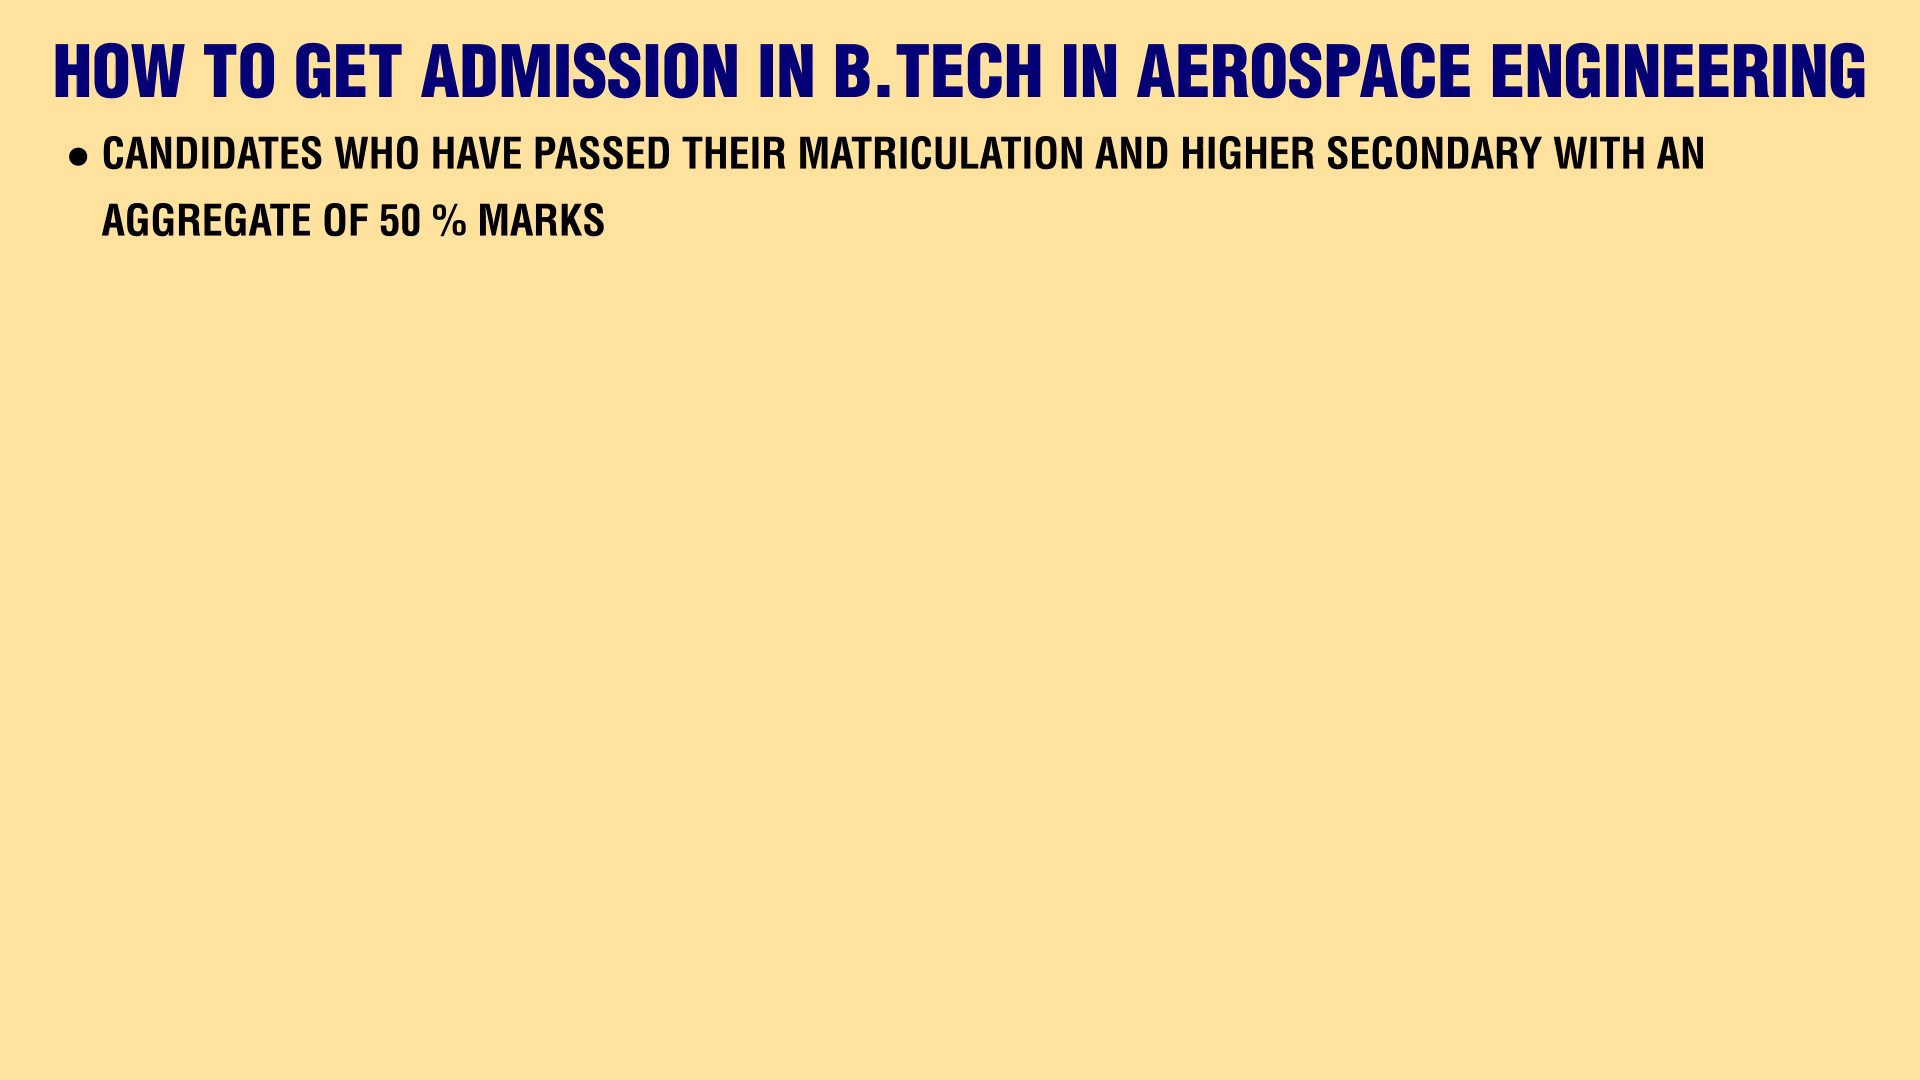 HOW TO GET ADMISSION IN B.TECH IN AEROSPACE ENGINEERING
● CANDIDATES WHO HAVE PASSED THEIR MATRICULATION AND HIGHER SECONDARY WITH AN
AGGREGATE OF 50 % MARKS